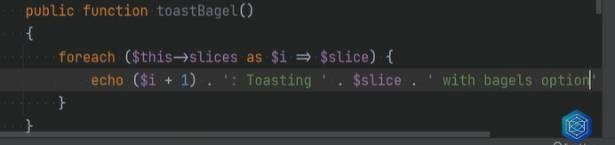 public function toastBagel()
{
foreach ($this→slices as $i ⇒ $slice) {
echo ($i + 1) . ': Toasting ' . $slice . ' with bagels option'
}
}